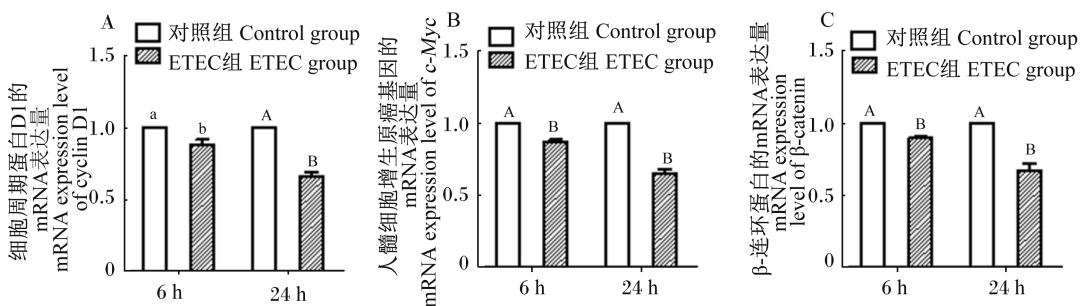 A
对照组 Control group
ETEC组 ETEC group
细胞周期蛋白D1的
mRNA表达量
mRNA expression level
of cyclin D1
1.5
1.0
0.5
0
a
b
A
B
6 h
24 h
B
对照组 Control group
ETEC组 ETEC group
人髓细胞增生原癌基因的
mRNA表达量
mRNA expression level of c-Myc
1.5
1.0
0.5
0
A
B
A
B
6 h
24 h
C
对照组 Control group
ETEC组 ETEC group
β-连环蛋白的mRNA表达量
mRNA expression
level of β-catenin
1.5
1.0
0.5
0
A
B
A
B
6 h
24 h